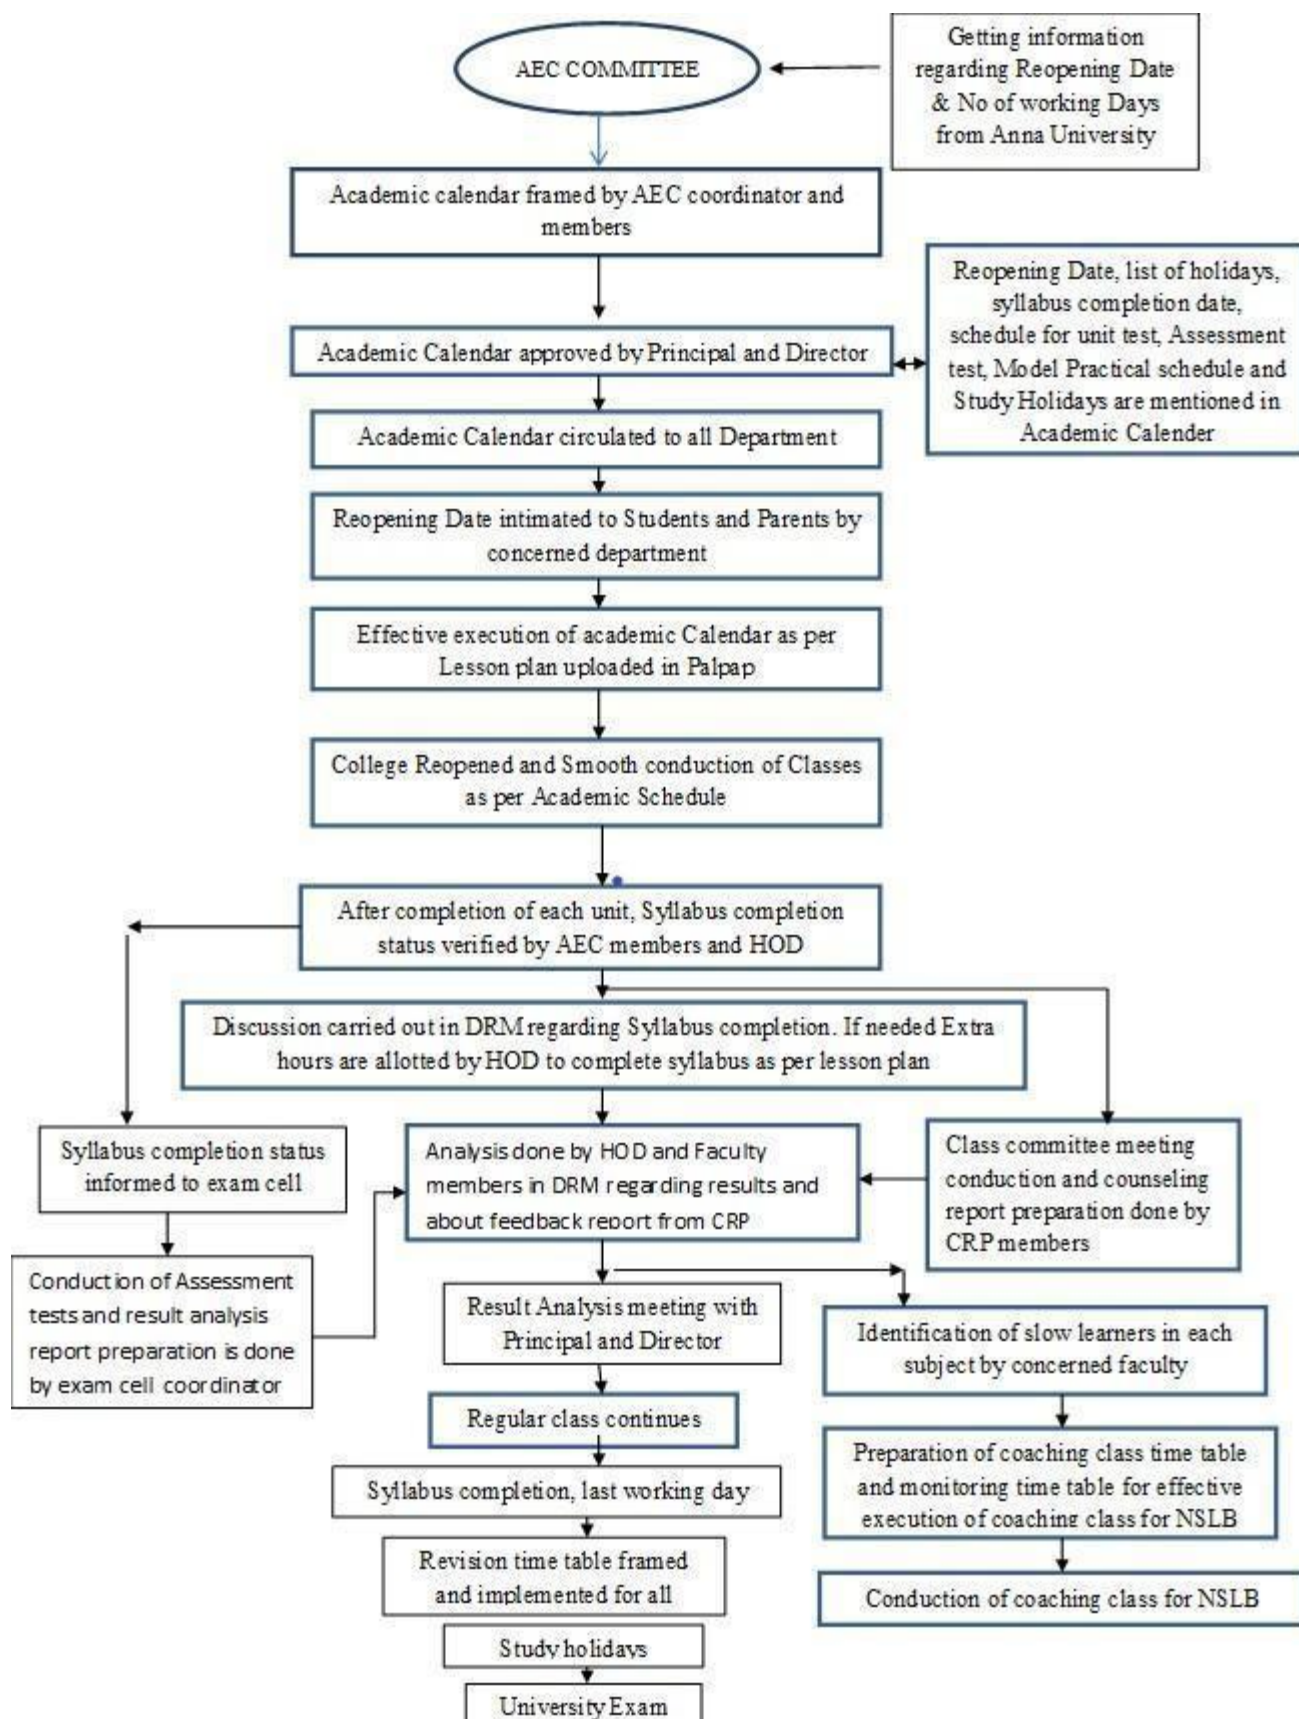 AEC COMMITTEE
Getting information
regarding Reopening Date
& No of working Days
from Anna University
Academic calendar framed by AEC coordinator and
members
Reopening Date, list of holidays,
syllabus completion date,
schedule for unit test, Assessment
test, Model Practical schedule and
Study Holidays are mentioned in
Academic Calender
Academic Calendar approved by Principal and Director
Academic Calendar circulated to all Department
Reopening Date intimated to Students and Parents by
concerned department
Effective execution of academic Calendar as per
Lesson plan uploaded in Palpap
College Reopened and Smooth conduction of Classes
as per Academic Schedule
After completion of each unit, Syllabus completion
status verified by AEC members and HOD
Discussion carried out in DRM regarding Syllabus completion. If needed Extra
hours are allotted by HOD to complete syllabus as per lesson plan
Syllabus completion status
informed to exam cell
Analysis done by HOD and Faculty
members in DRM regarding results and
about feedback report from CRP
Class committee meeting
conduction and counseling
report preparation done by
CRP members
Conduction of Assessment
tests and result analysis
report preparation is done
by exam cell coordinator
Result Analysis meeting with
Principal and Director
Identification of slow learners in each
subject by concerned faculty
Regular class continues
Preparation of coaching class time table
and monitoring time table for effective
execution of coaching class for NSLB
Syllabus completion, last working day
Revision time table framed
and implemented for all
Conduction of coaching class for NSLB
Study holidays
University Exam